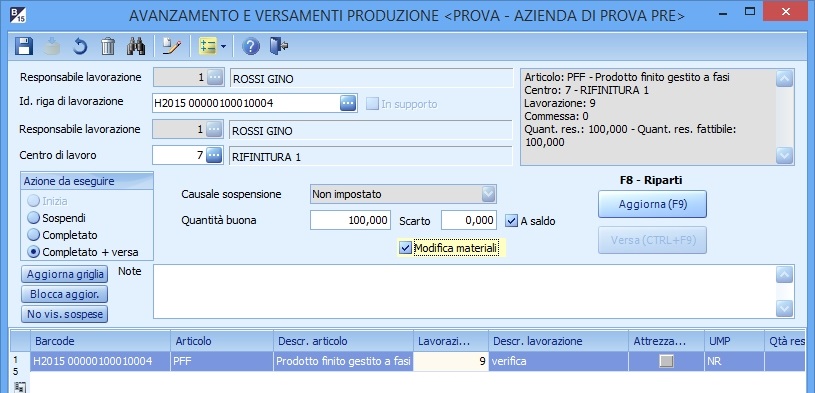 B 15
AVANZAMENTO E VERSAMENTI PRODUZIONE <PROVA - AZIENDA DI PROVA PRE>
Responsabile lavorazione 1 ROSSI GINO
Id. riga di lavorazione H2015 00000100010004 In supporto
Responsabile lavorazione 1 ROSSI GINO
Centro di lavoro 7 RIFINITURA 1
Articolo: PFF - Prodotto finito gestito a fasi
Centro: 7 - RIFINITURA 1
Lavorazione: 9
Commessa: 0
Quant. res.: 100,000 - Quant. res. fattibile:
100,000
Azione da eseguire
Inizia
Sospendi
Completato
Completato + versa
Causale sospensione Non impostato
Quantità buona 100,000 Scarto 0,000 A saldo
Modifica materiali
F8 - Riparti
Aggiorna (F9)
Versa (CTRL+F9)
Aggiorna griglia
Blocca aggior.
No vis. sospese
Note
Barcode Articolo Descr. articolo Lavorazi... Descr. lavorazione Attrezza... UMP Qtà res
1 5 H2015 00000100010004 PFF Prodotto finito gestito a fasi 9 verifica NR